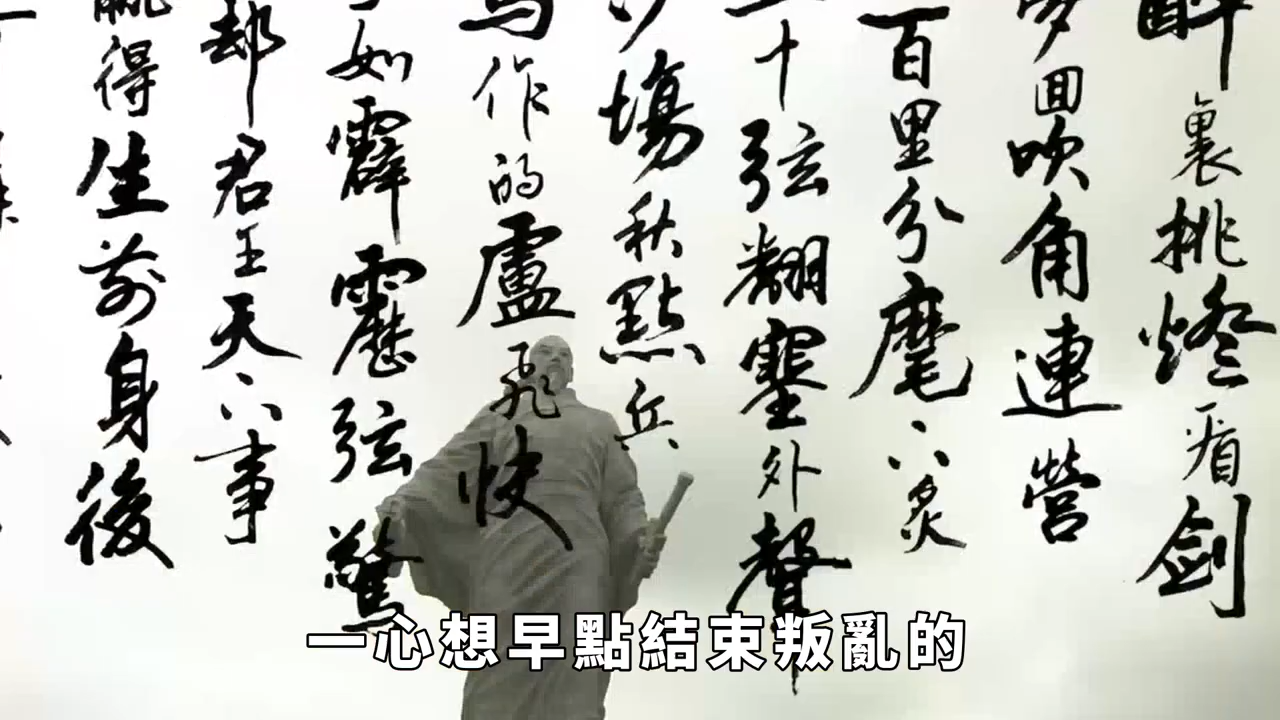 醉裏挑燈看劍
夢回吹角連營
百里分麾下炙
五十弦翻塞外聲
沙場秋點兵
馬作的盧飛快
如霹靂弦驚
却君王天下事
贏得生前身後
一心想早點結束叛亂的